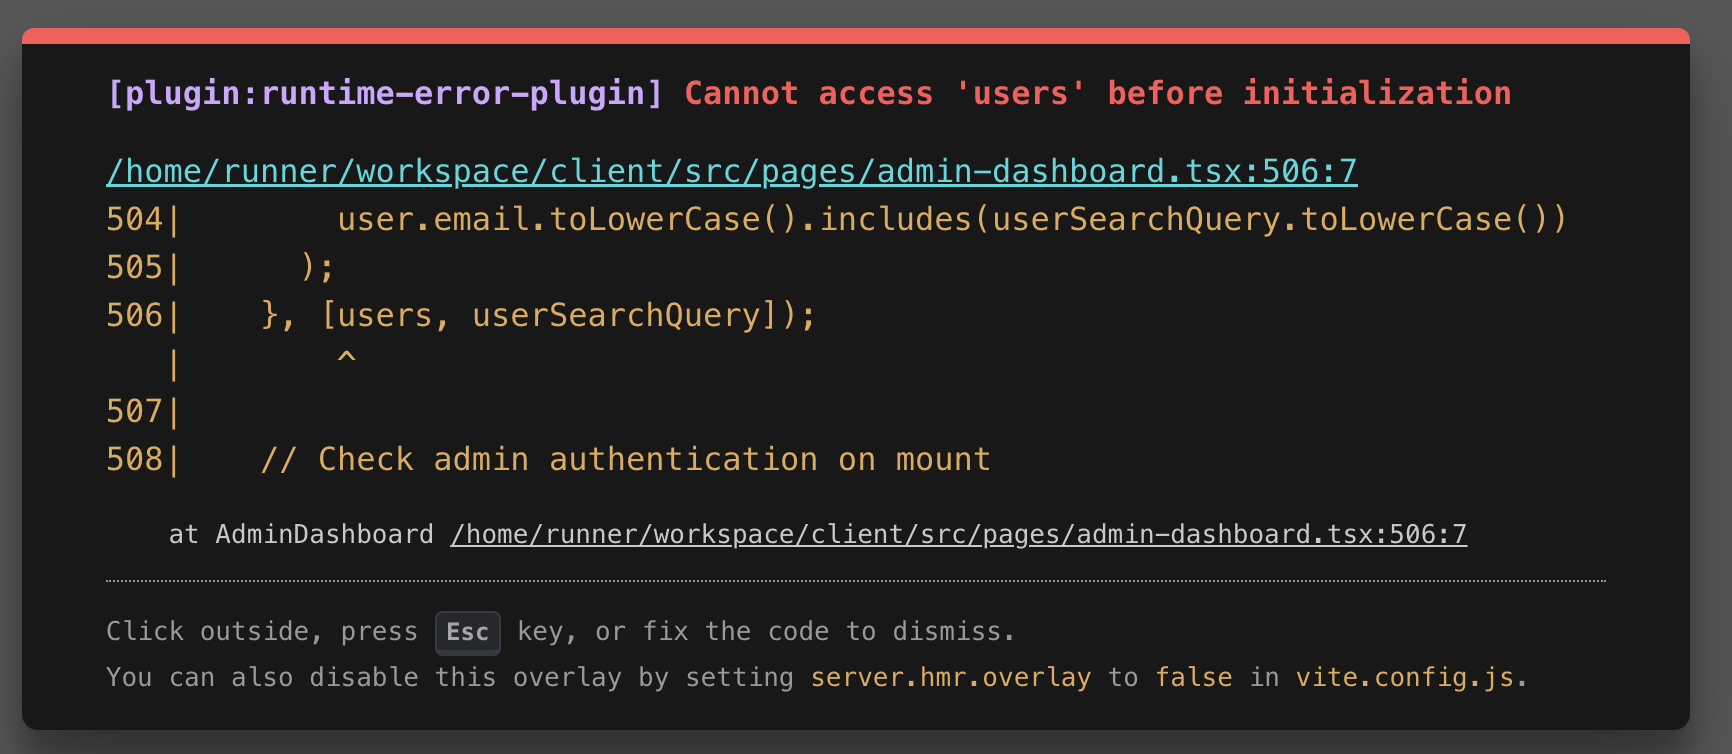 [plugin:runtime-error-plugin] Cannot access 'users' before initialization
/home/runner/workspace/client/src/pages/admin-dashboard.tsx:506:7
504|        user.email.toLowerCase().includes(userSearchQuery.toLowerCase())
505|      );
506|    }, [users, userSearchQuery]);
   |        ^
507|
508|    // Check admin authentication on mount
at AdminDashboard /home/runner/workspace/client/src/pages/admin-dashboard.tsx:506:7
Click outside, press Esc key, or fix the code to dismiss.
You can also disable this overlay by setting server.hmr.overlay to false in vite.config.js.